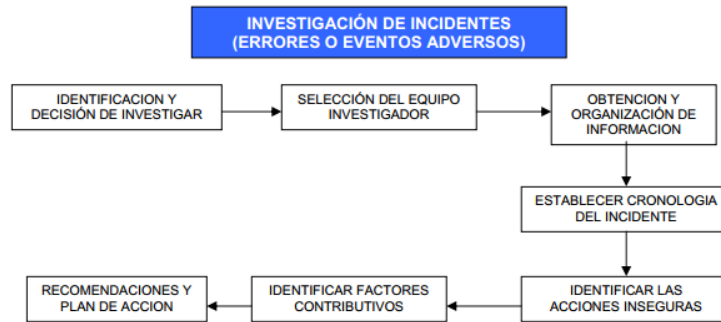 INVESTIGACIÓN DE INCIDENTES
(ERRORES O EVENTOS ADVERSOS)
IDENTIFICACION Y
DECISIÓN DE INVESTIGAR
SELECCIÓN DEL EQUIPO
INVESTIGADOR
OBTENCION Y
ORGANIZACIÓN DE
INFORMACION
ESTABLECER CRONOLOGIA
DEL INCIDENTE
IDENTIFICAR LAS
ACCIONES INSEGURAS
IDENTIFICAR FACTORES
CONTRIBUTIVOS
RECOMENDACIONES Y
PLAN DE ACCION